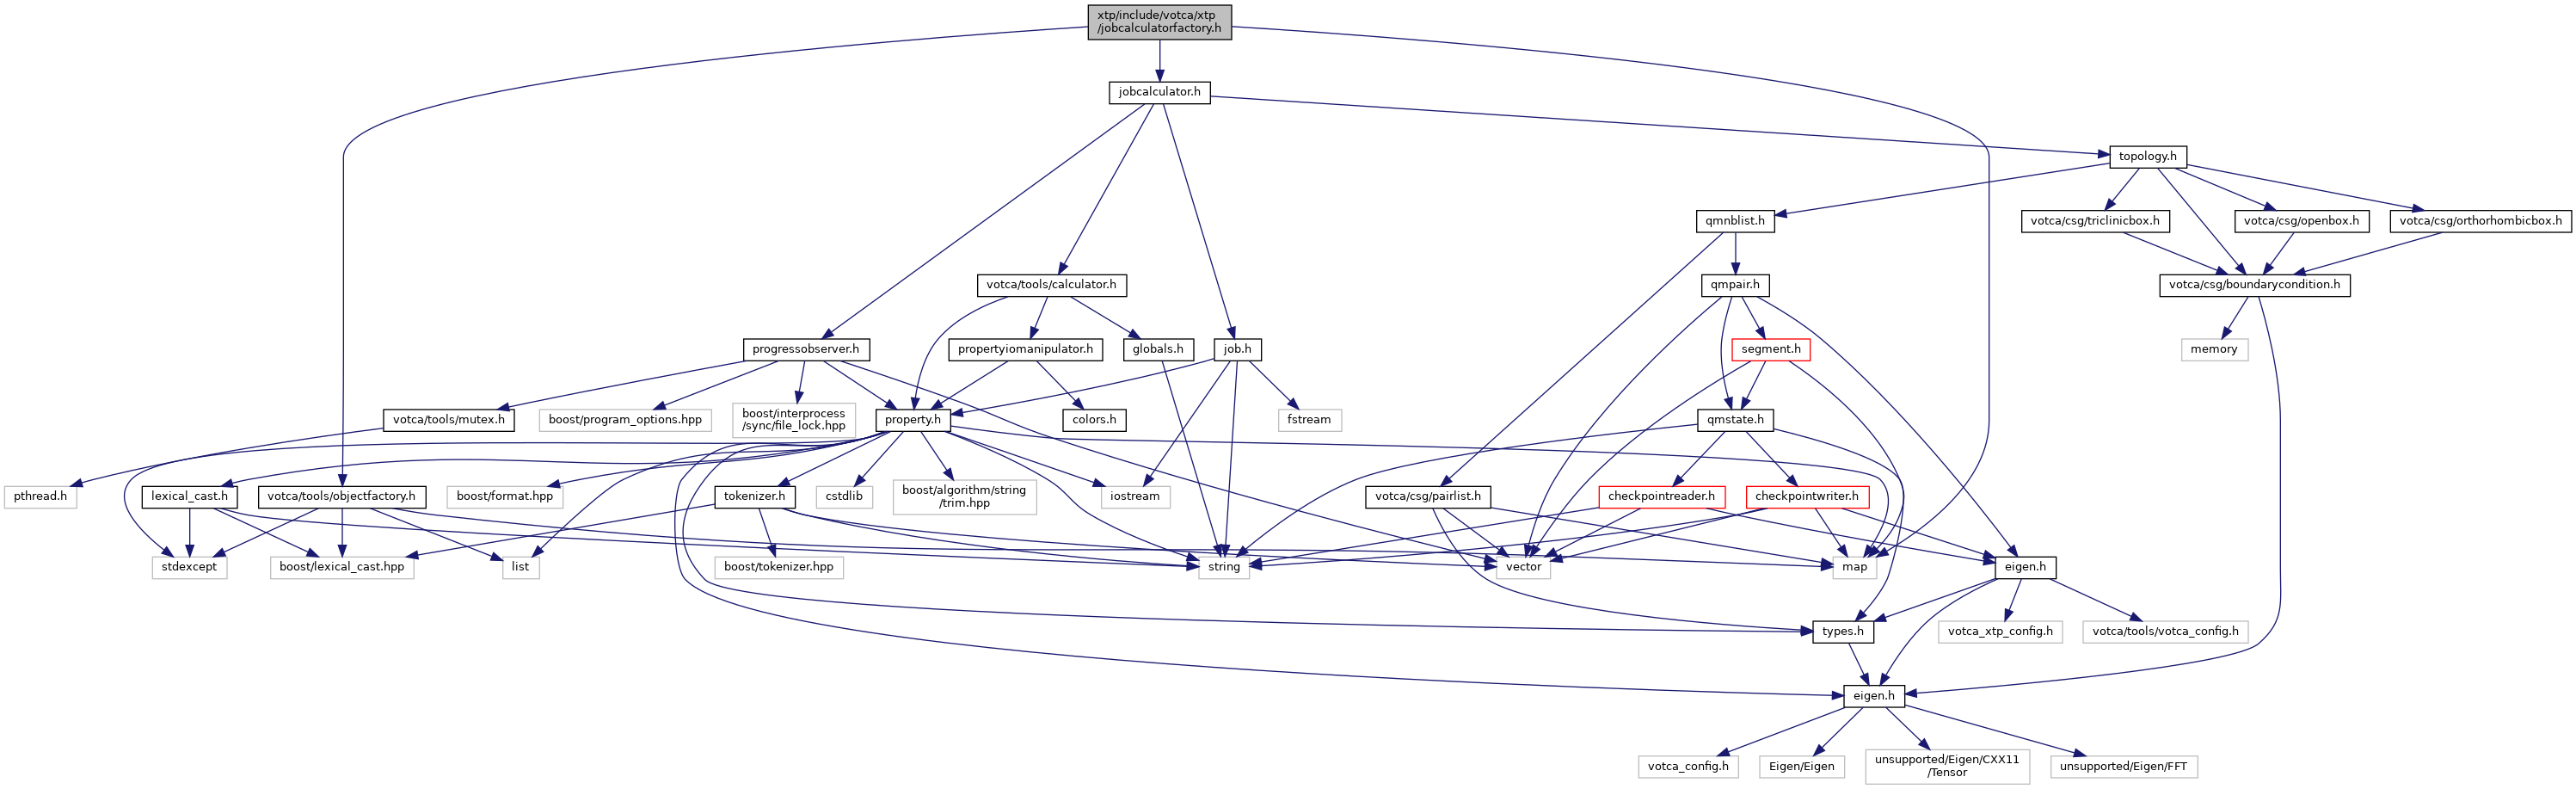 xtp/include/votca/xtp
/jobcalculatorfactory.h
jobcalculator.h
topology.h
qmnblist.h
votca/csg/triclinicbox.h
votca/csg/openbox.h
votca/csg/orthorhombicbox.h
votca/tools/calculator.h
qmpair.h
votca/csg/boundarycondition.h
progressobserver.h
propertyiomanipulator.h
globals.h
job.h
segment.h
memory
votca/tools/mutex.h
boost/program_options.hpp
boost/interprocess
/sync/file_lock.hpp
property.h
colors.h
fstream
qmstate.h
pthread.h
lexical_cast.h
votca/tools/objectfactory.h
boost/format.hpp
tokenizer.h
cstdlib
boost/algorithm/string
/trim.hpp
iostream
votca/csg/pairlist.h
checkpointreader.h
checkpointwriter.h
stdexcept
boost/lexical_cast.hpp
list
boost/tokenizer.hpp
string
vector
map
eigen.h
types.h
votca_xtp_config.h
votca/tools/votca_config.h
eigen.h
votca_config.h
Eigen/Eigen
unsupported/Eigen/CXX11
/Tensor
unsupported/Eigen/FFT